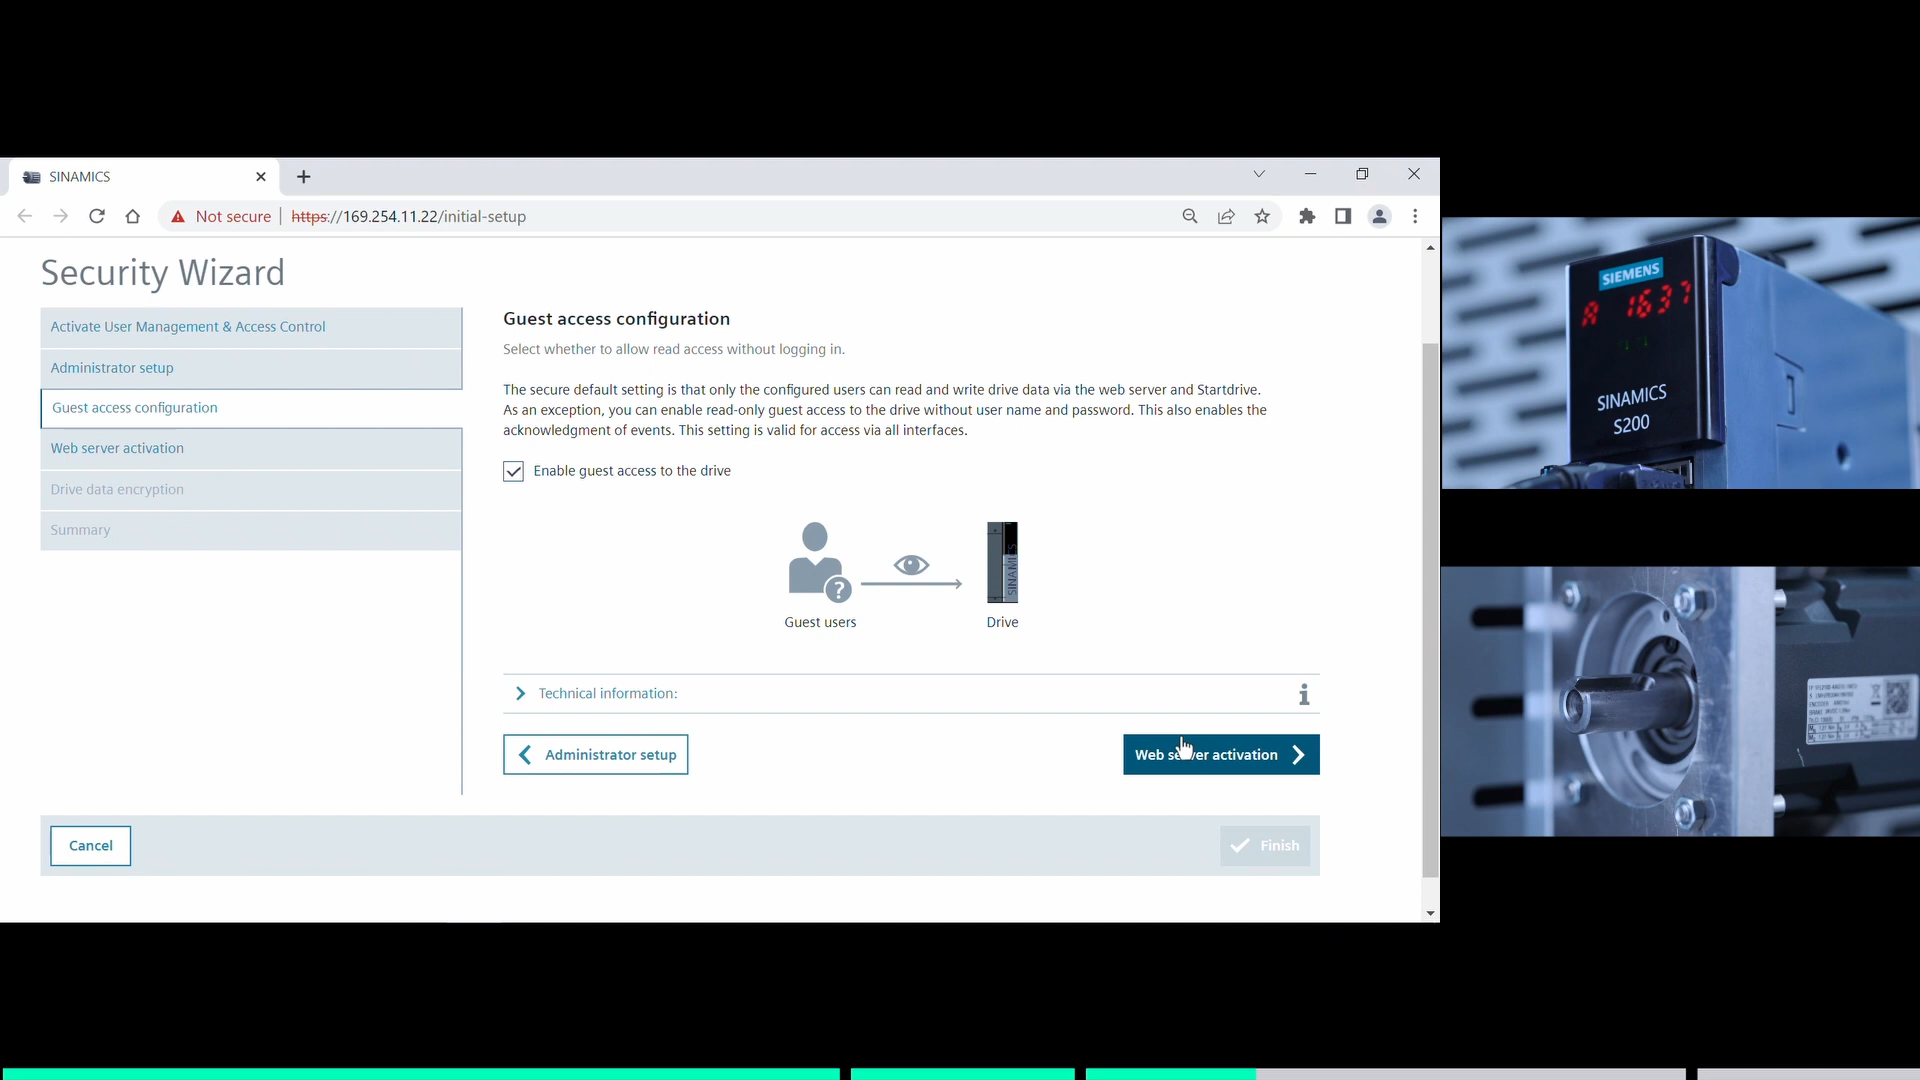 SINAMICS
Not secure
https://169.254.11.22/initial-setup
Security Wizard
Activate User Management & Access Control
Administrator setup
Guest access configuration
Web server activation
Drive data encryption
Summary
Guest access configuration
Select whether to allow read access without logging in.
The secure default setting is that only the configured users can read and write drive data via the web server and Startdrive.
As an exception, you can enable read-only guest access to the drive without user name and password. This also enables the
acknowledgment of events. This setting is valid for access via all interfaces.
Enable guest access to the drive
?
SINAMICS
Guest users
Drive
Technical information:
Administrator setup
Web server activation
Cancel
Finish
SIEMENS
A 1637
SINAMICS
S200